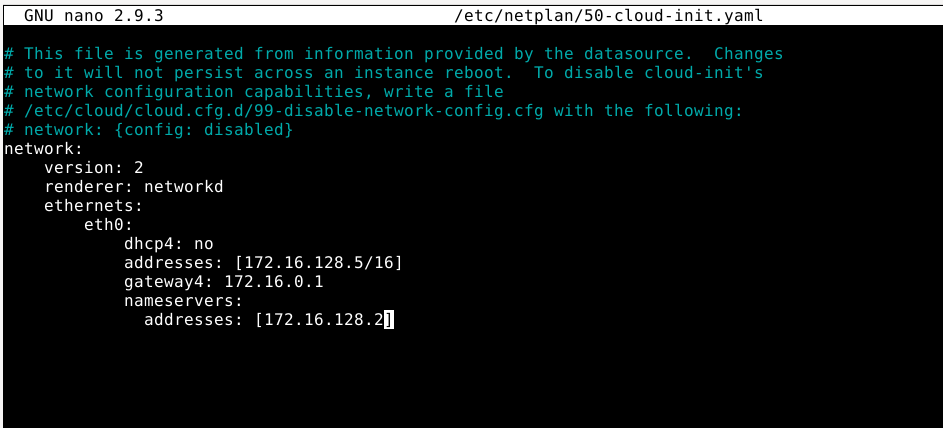 GNU nano 2.9.3 /etc/netplan/50-cloud-init.yaml
# This file is generated from information provided by the datasource.  Changes
# to it will not persist across an instance reboot.  To disable cloud-init's
# network configuration capabilities, write a file
# /etc/cloud/cloud.cfg.d/99-disable-network-config.cfg with the following:
# network: {config: disabled}
network:
    version: 2
    renderer: networkd
    ethernets:
        eth0:
            dhcp4: no
            addresses: [172.16.128.5/16]
            gateway4: 172.16.0.1
            nameservers:
              addresses: [172.16.128.2]